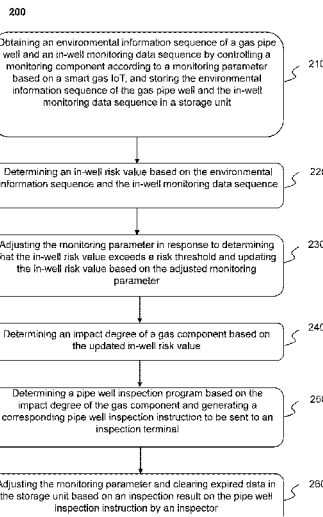 200
Obtaining an environmental information sequence of a gas pipe
well and an in-well monitoring data sequence by controlling a
monitoring component according to a monitoring parameter
based on a smart gas IoT, and storing the environmental
information sequence of the gas pipe well and the in-well
monitoring data sequence in a storage unit
210
Determining an in-well risk value based on the environmental
information sequence and the in-well monitoring data sequence
220
Adjusting the monitoring parameter in response to determining
that the in-well risk value exceeds a risk threshold and updating
the in-well risk value based on the adjusted monitoring
parameter
230
Determining an impact degree of a gas component based on
the updated in-well risk value
240
Determining a pipe well inspection program based on the
impact degree of the gas component and generating a
corresponding pipe well inspection instruction to be sent to an
inspection terminal
250
Adjusting the monitoring parameter and clearing expired data in
the storage unit based on an inspection result on the pipe well
inspection instruction by an inspector
260